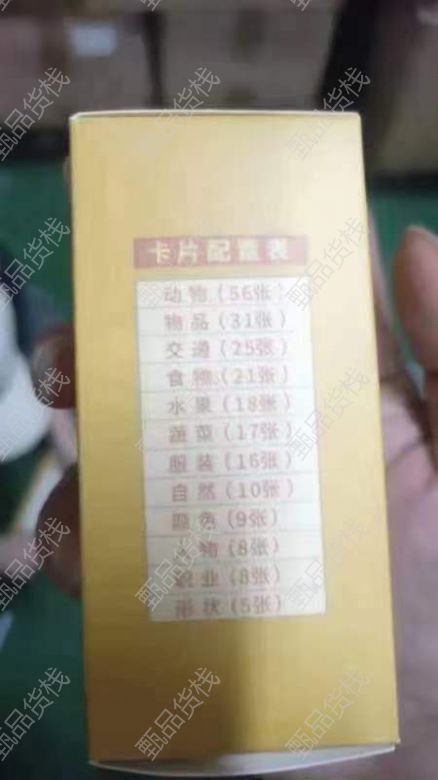 卡片配置表
动物(56张)
物品(31张)
交通(25张)
食物(21张)
水果(18张)
蔬菜(17张)
服装(16张)
自然(10张)
颜色(9张)
物(8张)
职业(8张)
形状(5张)
甄品货栈